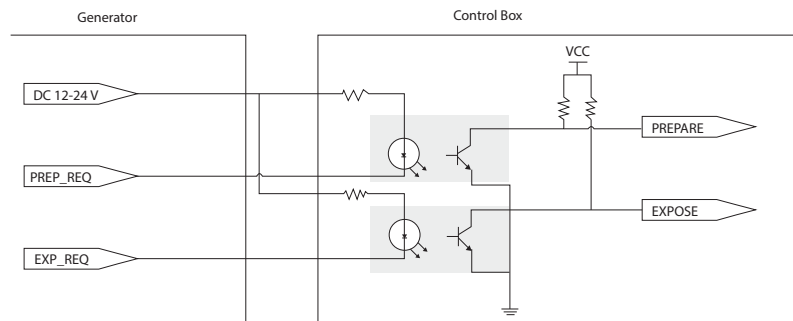 Generator
Control Box
VCC
DC 12-24 V
PREPARE
PREP_REQ
EXPOSE
EXP_REQ